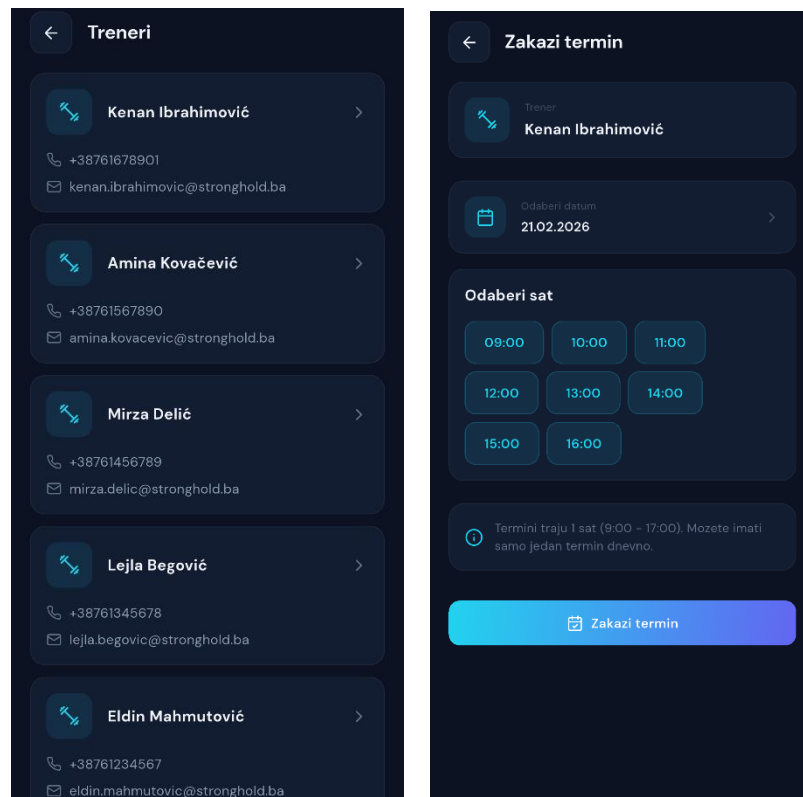 Treneri
Kenan Ibrahimović
+38761678901
kenan.ibrahimovic@stronghold.ba
Amina Kovačević
+38761567890
amina.kovacevic@stronghold.ba
Mirza Delić
+38761456789
mirza.delic@stronghold.ba
Lejla Begović
+38761345678
lejla.begovic@stronghold.ba
Eldin Mahmutović
+38761234567
eldin.mahmutovic@stronghold.ba
Zakazi termin
Trener
Kenan Ibrahimović
Odaberi datum
21.02.2026
Odaberi sat
09:00 10:00 11:00
12:00 13:00 14:00
15:00 16:00
Termini traju 1 sat (9:00 - 17:00). Mozete imati
samo jedan termin dnevno.
Zakazi termin